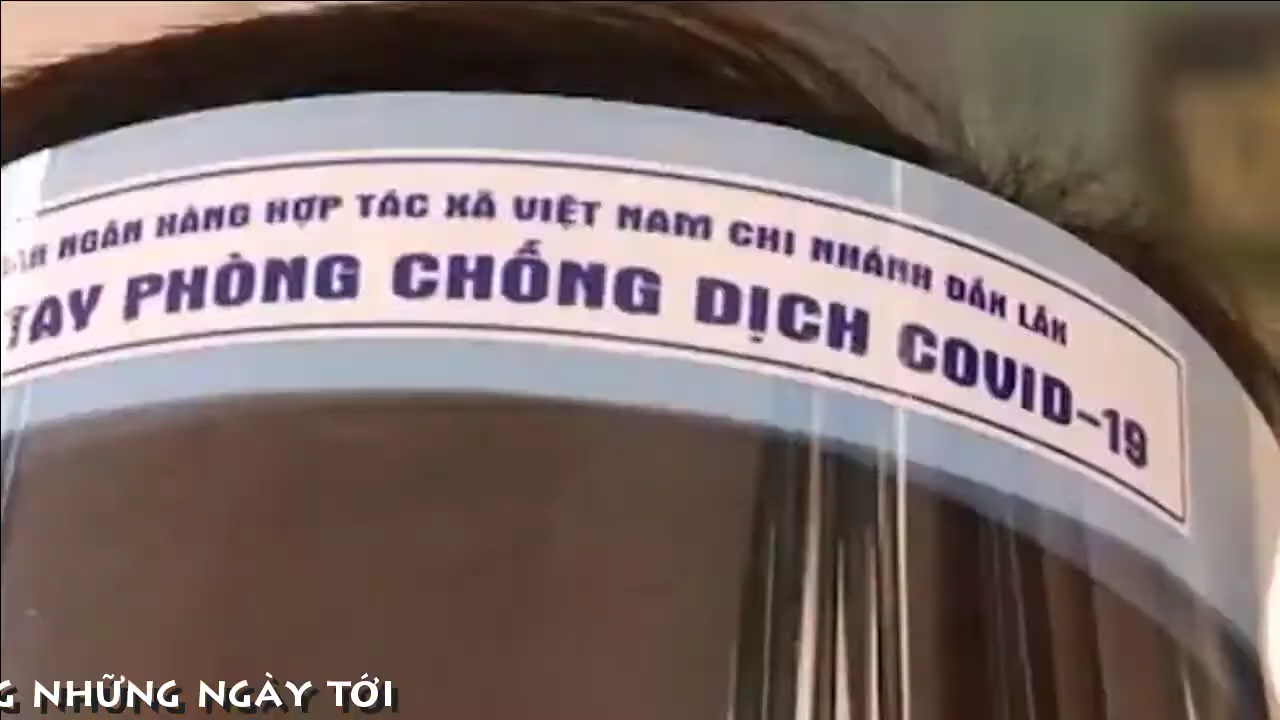 NGÂN HÀNG HỢP TÁC XÃ VIỆT NAM CHI NHÁNH ĐẮK LẮK
TAY PHÒNG CHỐNG DỊCH COVID-19
G NHỮNG NGÀY TỚI